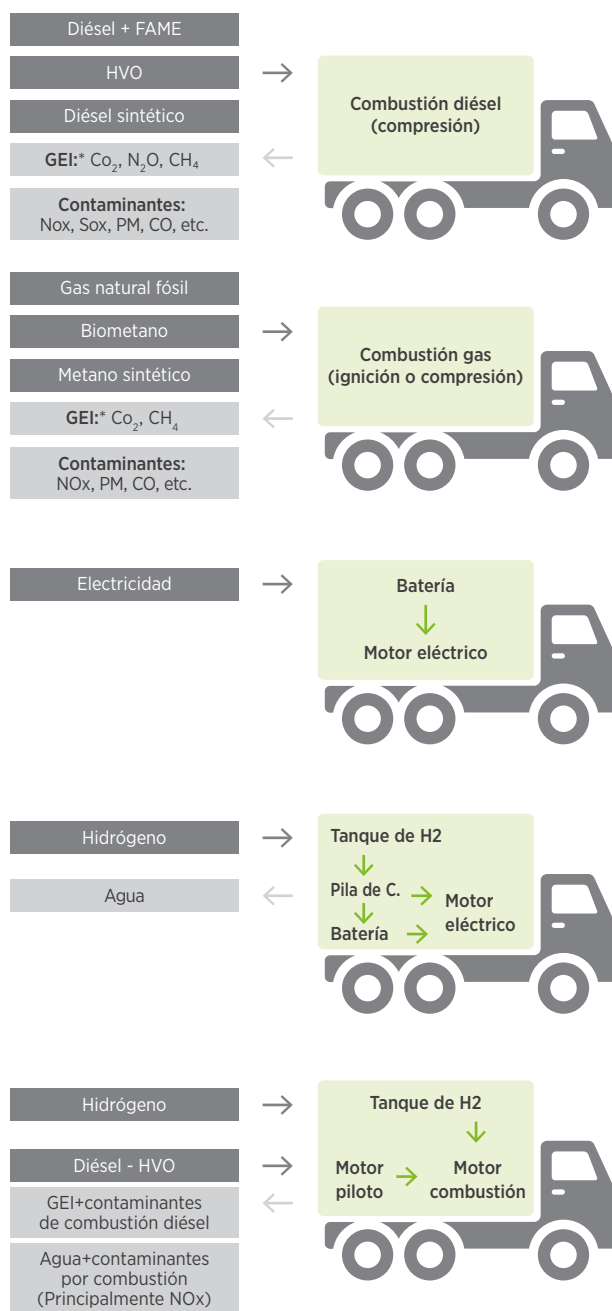 Diésel + FAME
HVO
Diésel sintético
GEI:* Co₂, N₂O, CH₄
Contaminantes:
Nox, Sox, PM, CO, etc.
Combustión diésel
(compresión)
Gas natural fósil
Biometano
Metano sintético
GEI:* Co₂, CH₄
Contaminantes:
NOx, PM, CO, etc.
Combustión gas
(ignición o compresión)
Electricidad
Batería
Motor eléctrico
Hidrógeno
Agua
Tanque de H2
Pila de C.
Batería
Motor
eléctrico
Hidrógeno
Diésel - HVO
GEI+contaminantes
de combustión diésel
Agua+contaminantes
por combustión
(Principalmente NOx)
Tanque de H2
Motor
piloto
Motor
combustión